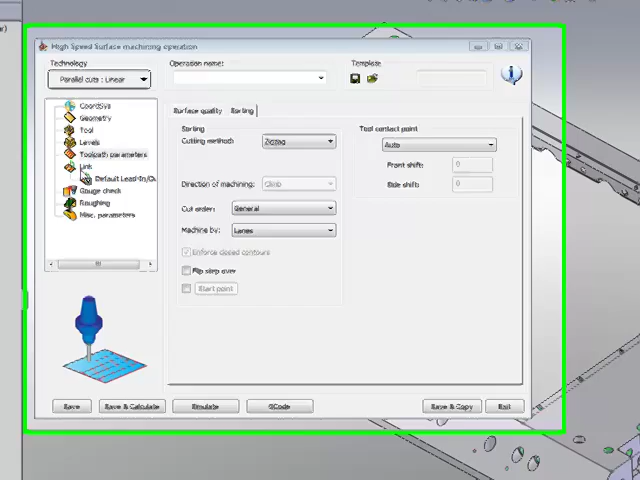 High Speed Surface machining operation
Technology
Parallel cuts : Linear
Operation name:
Template
CoordSys
Geometry
Tool
Levels
Toolpath parameters
Link
Default Lead-In/Ou
Gouge check
Roughing
Misc. parameters
Surface quality
Sorting
Sorting
Cutting method:
Zigzag
Direction of machining:
Climb
Cut order:
General
Machine by:
Lanes
Enforce closed contours
Flip step over
Start point
Tool contact point
Auto
Front shift:
0
Side shift:
0
Save
Save & Calculate
Simulate
GCode
Save & Copy
Exit